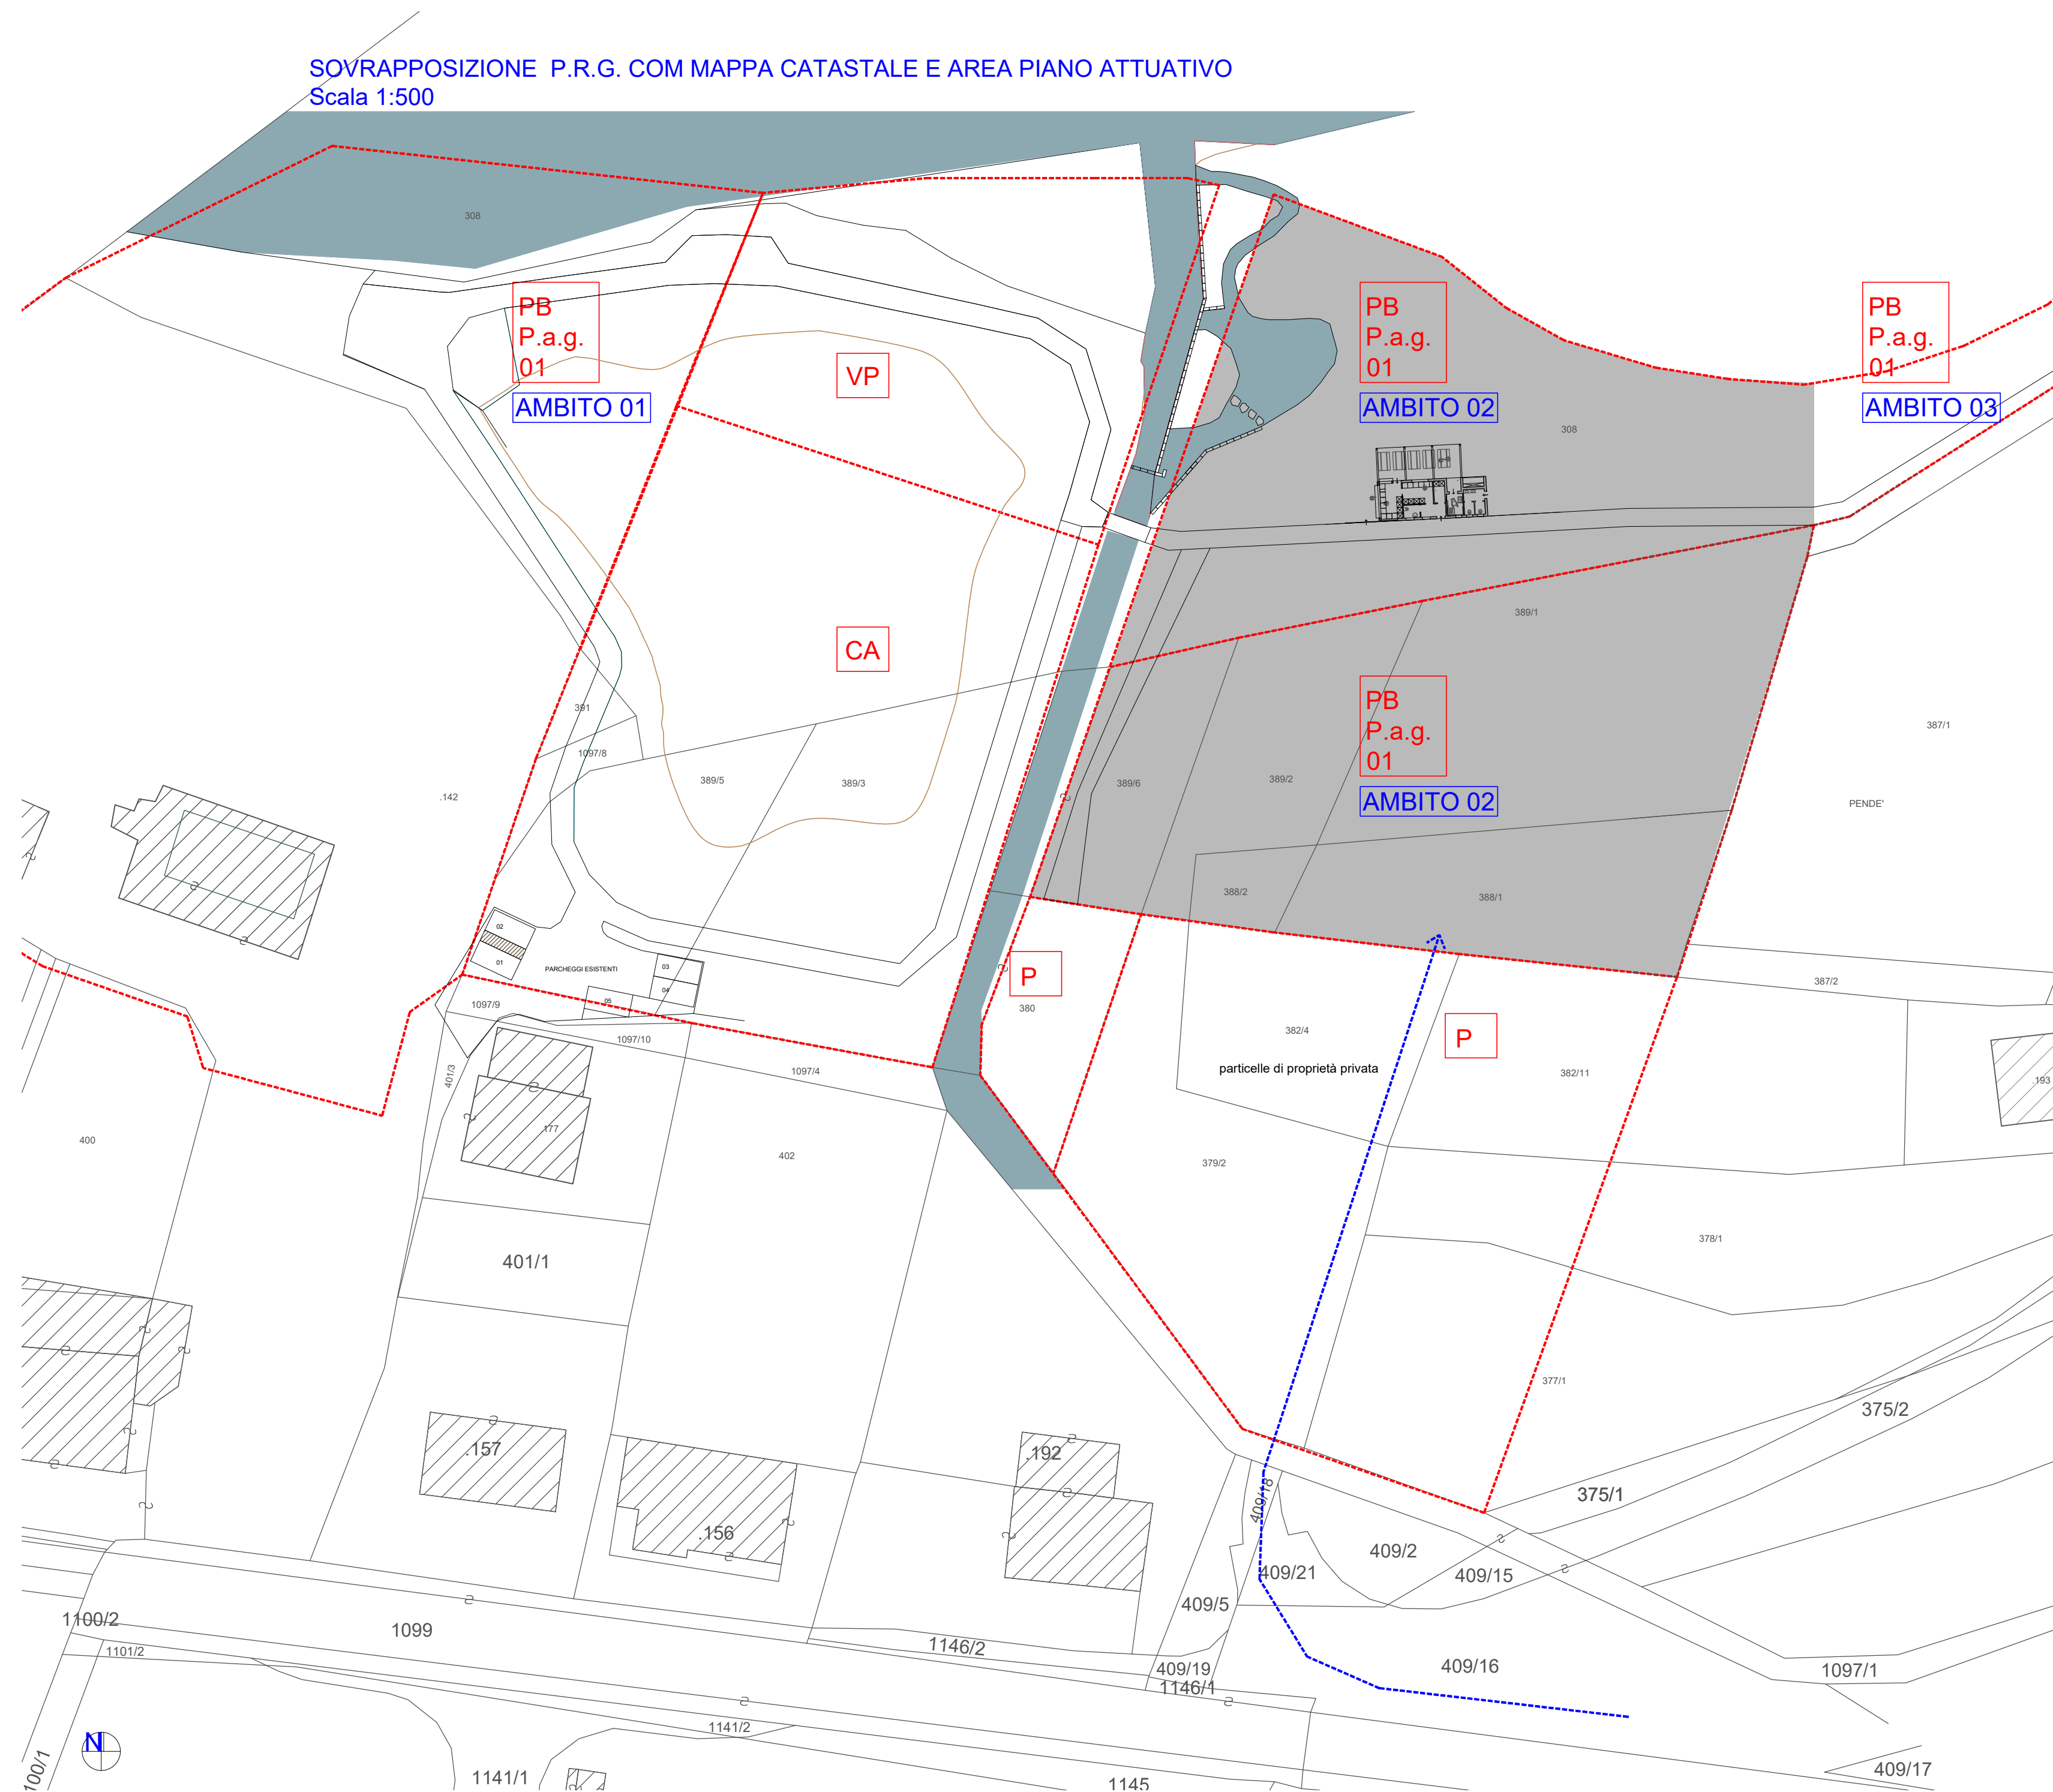 SOVRAPPOSIZIONE P.R.G. COM MAPPA CATASTALE E AREA PIANO ATTUATIVO
Scala 1:500
308
PB
P.a.g.
01
AMBITO 01
VP
PB
P.a.g.
01
AMBITO 02
308
PB
P.a.g.
01
AMBITO 03
CA
389/1
391
1097/8
389/5
389/3
389/6
389/2
PB
P.a.g.
01
AMBITO 02
387/1
PENDE'
.142
388/2
388/1
02
01
PARCHEGGI ESISTENTI
03
04
05
P
380
387/2
1097/9
1097/10
1097/4
401/3
382/4
P
particelle di proprietà privata
382/11
.193
400
.177
402
379/2
378/1
401/1
377/1
375/2
.157
.156
.192
375/1
409/18
409/2
409/21
409/15
409/5
1100/2
1099
1101/2
1146/2
409/19
1146/1
409/16
1097/1
N
1141/2
1141/1
1145
409/17
100/1